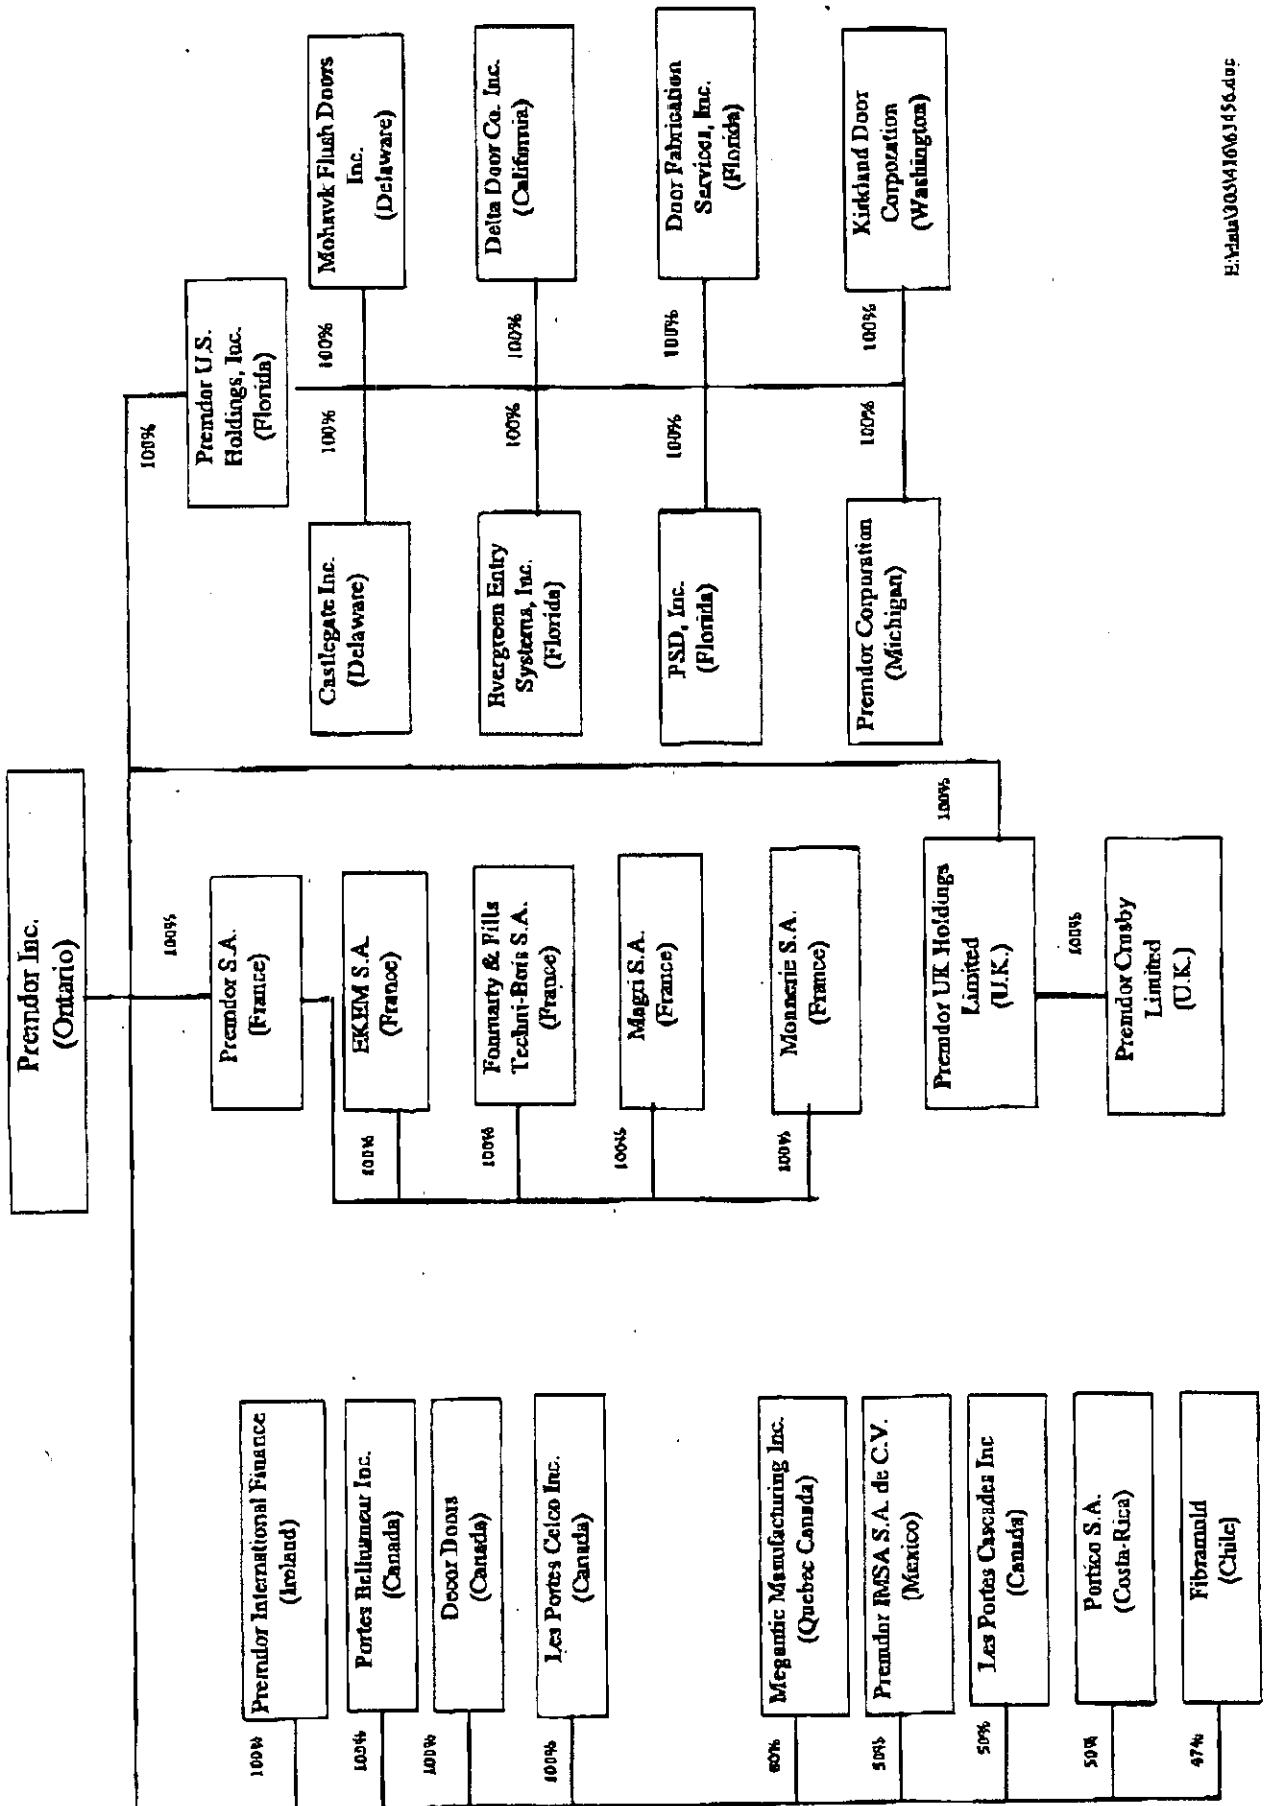 Premdor Inc.
(Ontario)
100%
Premdor International Finance
(Ireland)
100%
Portes Bellhumeur Inc.
(Canada)
100%
Decor Doors
(Canada)
100%
Les Portes Celco Inc.
(Canada)
60%
Megantic Manufacturing Inc.
(Quebec Canada)
50%
Premdor IMSA S.A. de C.V.
(Mexico)
50%
Les Portes Cascades Inc
(Canada)
50%
Portico S.A.
(Costa-Rica)
47%
Fibramold
(Chile)
100%
Premdor S.A.
(France)
100%
EKEM S.A.
(France)
100%
Fonmarty & Fills
Techni-Bois S.A.
(France)
100%
Magri S.A.
(France)
100%
Monnerie S.A.
(France)
100%
Premdor UK Holdings
Limited
(U.K.)
100%
Premdor Crosby
Limited
(U.K.)
100%
Premdor U.S.
Holdings, Inc.
(Florida)
100%
Castlegate Inc.
(Delaware)
100%
Mohawk Flush Doors
Inc.
(Delaware)
100%
Evergreen Entry
Systems, Inc.
(Florida)
100%
Delta Door Co. Inc.
(California)
100%
PSD, Inc.
(Florida)
100%
Door Fabrication
Services, Inc.
(Florida)
100%
Premdor Corporation
(Michigan)
100%
Kirkland Door
Corporation
(Washington)